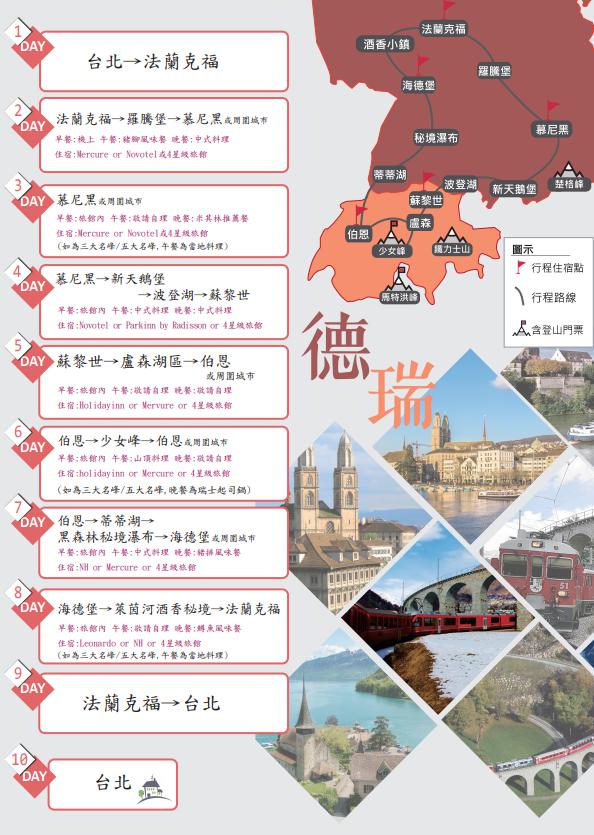 1
DAY
台北→法蘭克福
2
DAY
法蘭克福→羅騰堡→慕尼黑或周圍城市
早餐:機上 午餐:豬腳風味餐 晚餐:中式料理
住宿:Mercure or Novotel或4星級旅館
3
DAY
慕尼黑或周圍城市
早餐:旅館內 午餐:敬請自理 晚餐:米其林推薦餐
住宿:Mercure or Novotel或4星級旅館
(如為三大名峰/五大名峰,午餐為當地料理)
4
DAY
慕尼黑→新天鵝堡
→波登湖→蘇黎世
早餐:旅館內 午餐:中式料理 晚餐:中式料理
住宿:Novotel or Parkinn by Radisson or 4星級旅館
5
DAY
蘇黎世→盧森湖區→伯恩
或周圍城市
早餐:旅館內 午餐:敬請自理 晚餐:敬請自理
住宿:Holidayinn or Mervure or 4星級旅館
6
DAY
伯恩→少女峰→伯恩或周圍城市
早餐:旅館內 午餐:山頂料理 晚餐:敬請自理
住宿:holidayinn or Mercure or 4星級旅館
(如為三大名峰/五大名峰,晚餐為瑞士起司鍋)
7
DAY
伯恩→蒂蒂湖→
黑森林秘境瀑布→海德堡或周圍城市
早餐:旅館內 午餐:中式料理 晚餐:豬排風味餐
住宿:NH or Mercure or 4星級旅館
8
DAY
海德堡→萊茵河酒香秘境→法蘭克福
早餐:旅館內 午餐:敬請自理 晚餐:鱒魚風味餐
住宿:Leonardo or NH or 4星級旅館
(如為三大名峰/五大名峰,午餐為當地料理)
9
DAY
法蘭克福→台北
10
DAY
台北
法蘭克福
酒香小鎮
羅騰堡
海德堡
慕尼黑
秘境瀑布
蒂蒂湖
波登湖
新天鵝堡
楚格峰
蘇黎世
盧森
伯恩
少女峰
鐵力士山
馬特洪峰
圖示
行程住宿點
行程路線
含登山門票
德
瑞
51